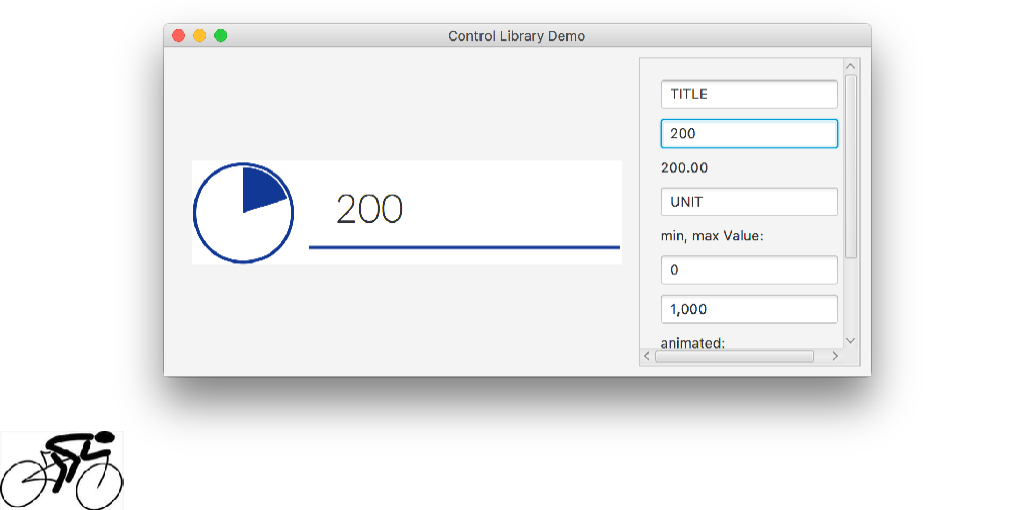 Control Library Demo
200
TITLE
200
200.00
UNIT
min, max Value:
0
1,000
animated: